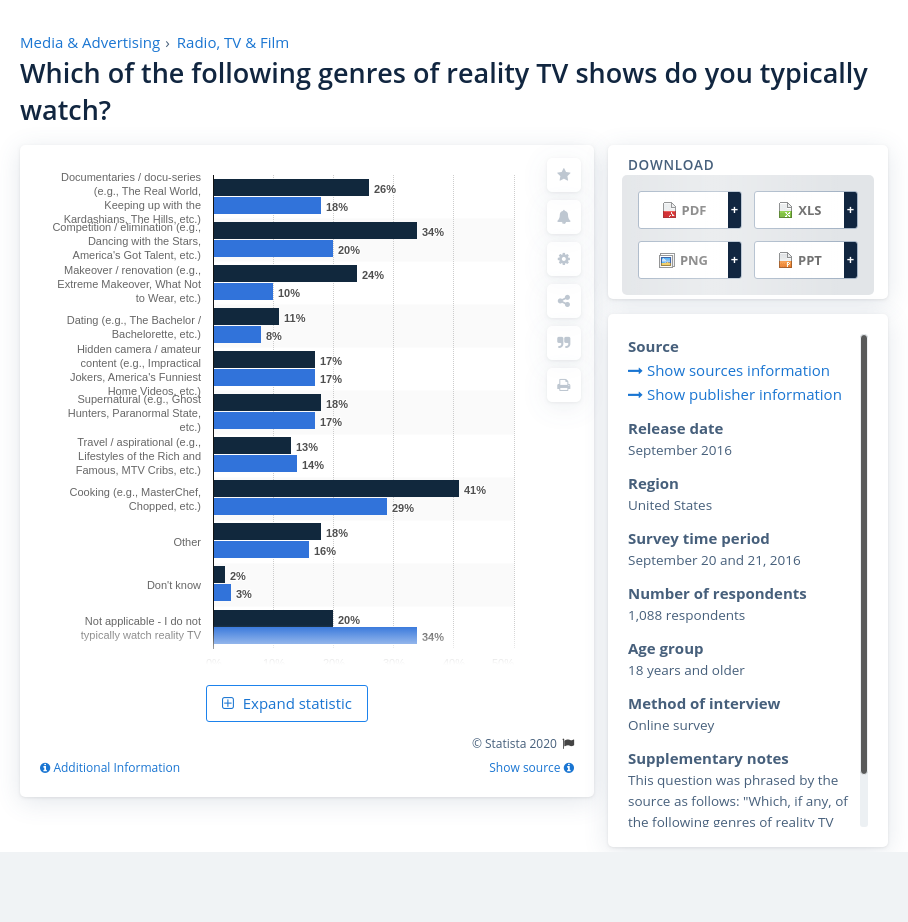 Media & Advertising › Radio, TV & Film
Which of the following genres of reality TV shows do you typically
watch?
Documentaries / docu-series
(e.g., The Real World,
Keeping up with the
Kardashians, The Hills, etc.)
26%
18%
Competition / elimination (e.g.,
Dancing with the Stars,
America's Got Talent, etc.)
34%
20%
Makeover / renovation (e.g.,
Extreme Makeover, What Not
to Wear, etc.)
24%
10%
Dating (e.g., The Bachelor /
Bachelorette, etc.)
11%
8%
Hidden camera / amateur
content (e.g., Impractical
Jokers, America's Funniest
Home Videos, etc.)
17%
17%
Supernatural (e.g., Ghost
Hunters, Paranormal State,
etc.)
18%
17%
Travel / aspirational (e.g.,
Lifestyles of the Rich and
Famous, MTV Cribs, etc.)
13%
14%
Cooking (e.g., MasterChef,
Chopped, etc.)
41%
29%
Other
18%
16%
Don't know
2%
3%
Not applicable - I do not
typically watch reality TV
20%
34%
0% 10% 20% 30% 40% 50%
Expand statistic
© Statista 2020
Additional Information
Show source
DOWNLOAD
PDF +
XLS +
PNG +
PPT +
Source
Show sources information
Show publisher information
Release date
September 2016
Region
United States
Survey time period
September 20 and 21, 2016
Number of respondents
1,088 respondents
Age group
18 years and older
Method of interview
Online survey
Supplementary notes
This question was phrased by the
source as follows: "Which, if any, of
the following genres of reality TV